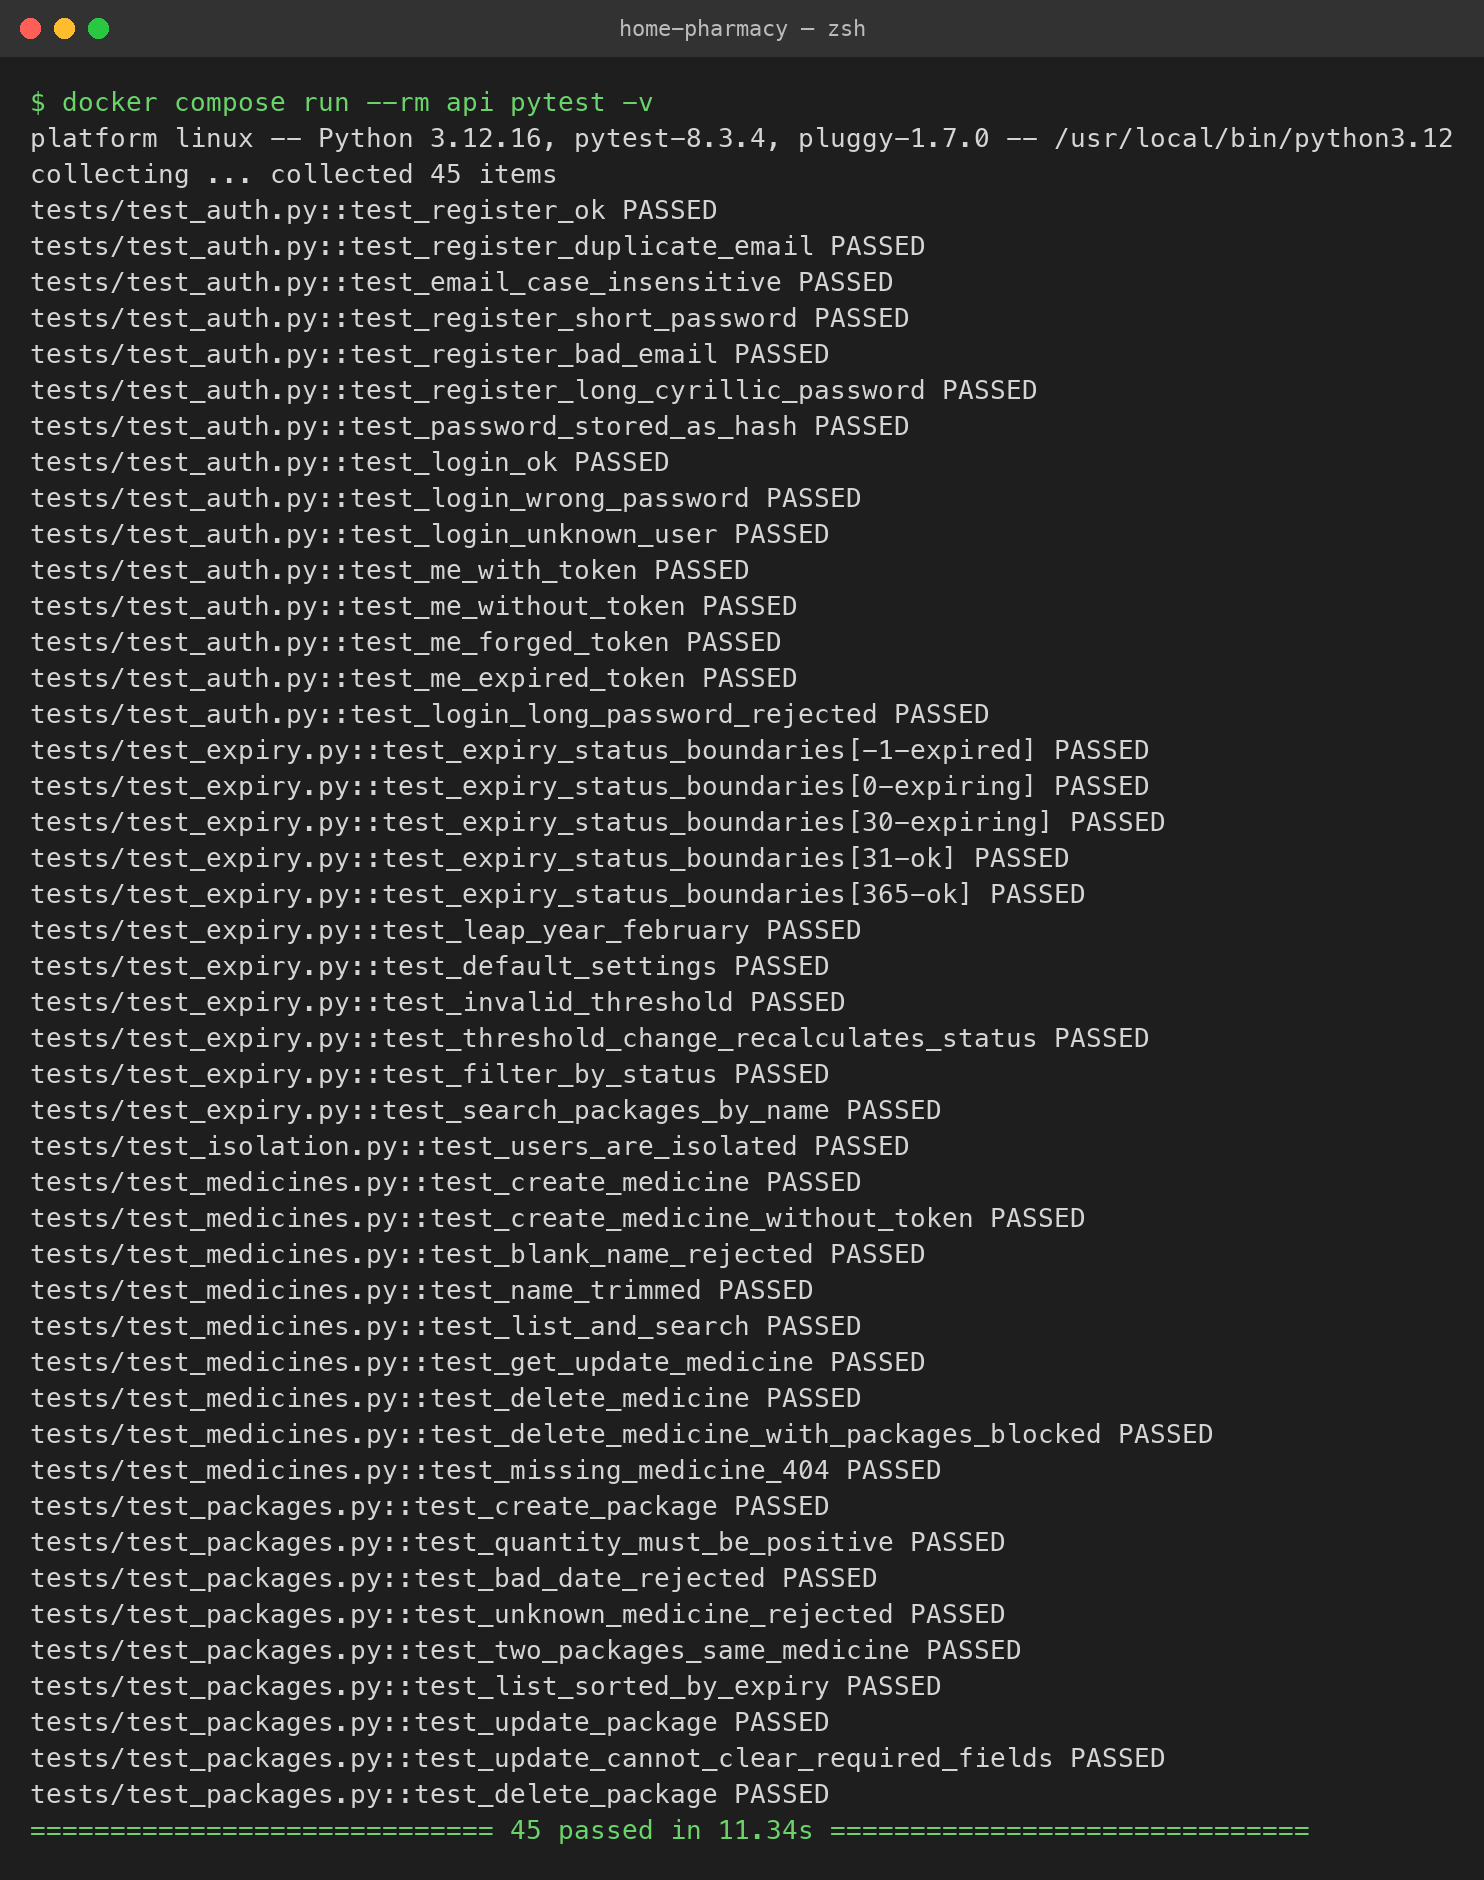 home-pharmacy — zsh
$ docker compose run --rm api pytest -v
platform linux -- Python 3.12.16, pytest-8.3.4, pluggy-1.7.0 -- /usr/local/bin/python3.12
collecting ... collected 45 items
tests/test_auth.py::test_register_ok PASSED
tests/test_auth.py::test_register_duplicate_email PASSED
tests/test_auth.py::test_email_case_insensitive PASSED
tests/test_auth.py::test_register_short_password PASSED
tests/test_auth.py::test_register_bad_email PASSED
tests/test_auth.py::test_register_long_cyrillic_password PASSED
tests/test_auth.py::test_password_stored_as_hash PASSED
tests/test_auth.py::test_login_ok PASSED
tests/test_auth.py::test_login_wrong_password PASSED
tests/test_auth.py::test_login_unknown_user PASSED
tests/test_auth.py::test_me_with_token PASSED
tests/test_auth.py::test_me_without_token PASSED
tests/test_auth.py::test_me_forged_token PASSED
tests/test_auth.py::test_me_expired_token PASSED
tests/test_auth.py::test_login_long_password_rejected PASSED
tests/test_expiry.py::test_expiry_status_boundaries[-1-expired] PASSED
tests/test_expiry.py::test_expiry_status_boundaries[0-expiring] PASSED
tests/test_expiry.py::test_expiry_status_boundaries[30-expiring] PASSED
tests/test_expiry.py::test_expiry_status_boundaries[31-ok] PASSED
tests/test_expiry.py::test_expiry_status_boundaries[365-ok] PASSED
tests/test_expiry.py::test_leap_year_february PASSED
tests/test_expiry.py::test_default_settings PASSED
tests/test_expiry.py::test_invalid_threshold PASSED
tests/test_expiry.py::test_threshold_change_recalculates_status PASSED
tests/test_expiry.py::test_filter_by_status PASSED
tests/test_expiry.py::test_search_packages_by_name PASSED
tests/test_isolation.py::test_users_are_isolated PASSED
tests/test_medicines.py::test_create_medicine PASSED
tests/test_medicines.py::test_create_medicine_without_token PASSED
tests/test_medicines.py::test_blank_name_rejected PASSED
tests/test_medicines.py::test_name_trimmed PASSED
tests/test_medicines.py::test_list_and_search PASSED
tests/test_medicines.py::test_get_update_medicine PASSED
tests/test_medicines.py::test_delete_medicine PASSED
tests/test_medicines.py::test_delete_medicine_with_packages_blocked PASSED
tests/test_medicines.py::test_missing_medicine_404 PASSED
tests/test_packages.py::test_create_package PASSED
tests/test_packages.py::test_quantity_must_be_positive PASSED
tests/test_packages.py::test_bad_date_rejected PASSED
tests/test_packages.py::test_unknown_medicine_rejected PASSED
tests/test_packages.py::test_two_packages_same_medicine PASSED
tests/test_packages.py::test_list_sorted_by_expiry PASSED
tests/test_packages.py::test_update_package PASSED
tests/test_packages.py::test_update_cannot_clear_required_fields PASSED
tests/test_packages.py::test_delete_package PASSED
============================= 45 passed in 11.34s ==============================